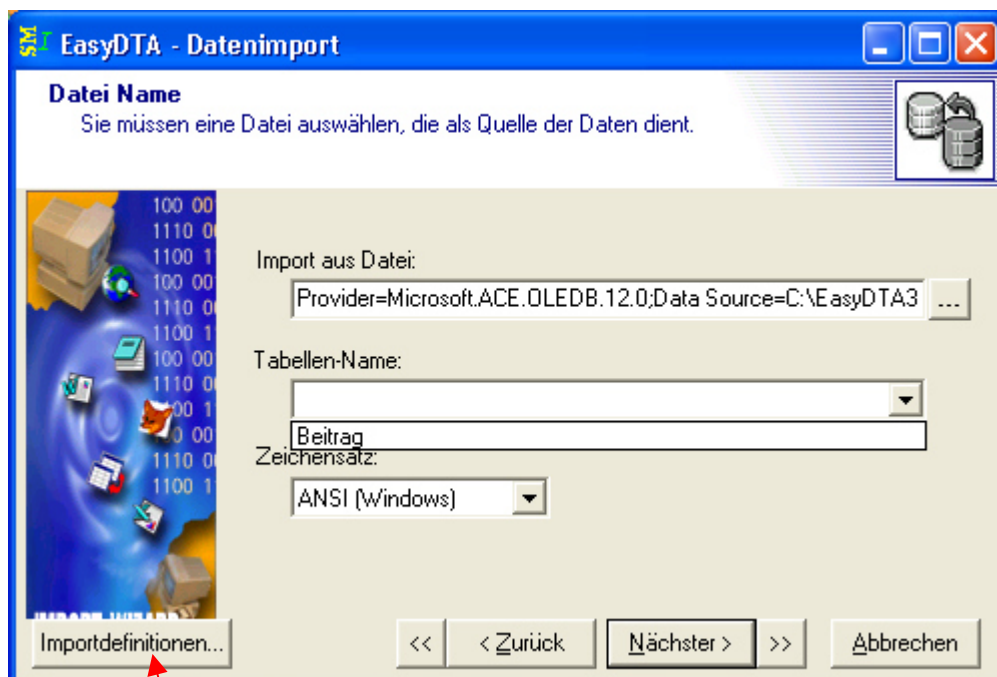 EasyDTA - Datenimport
Datei Name
Sie müssen eine Datei auswählen, die als Quelle der Daten dient.
Import aus Datei:
Provider=Microsoft.ACE.OLEDB.12.0;Data Source=C:\EasyDTA3
...
Tabellen-Name:
Beitrag
Zeichensatz:
ANSI (Windows)
Importdefinitionen...
<<
< Zurück
Nächster >
>>
Abbrechen